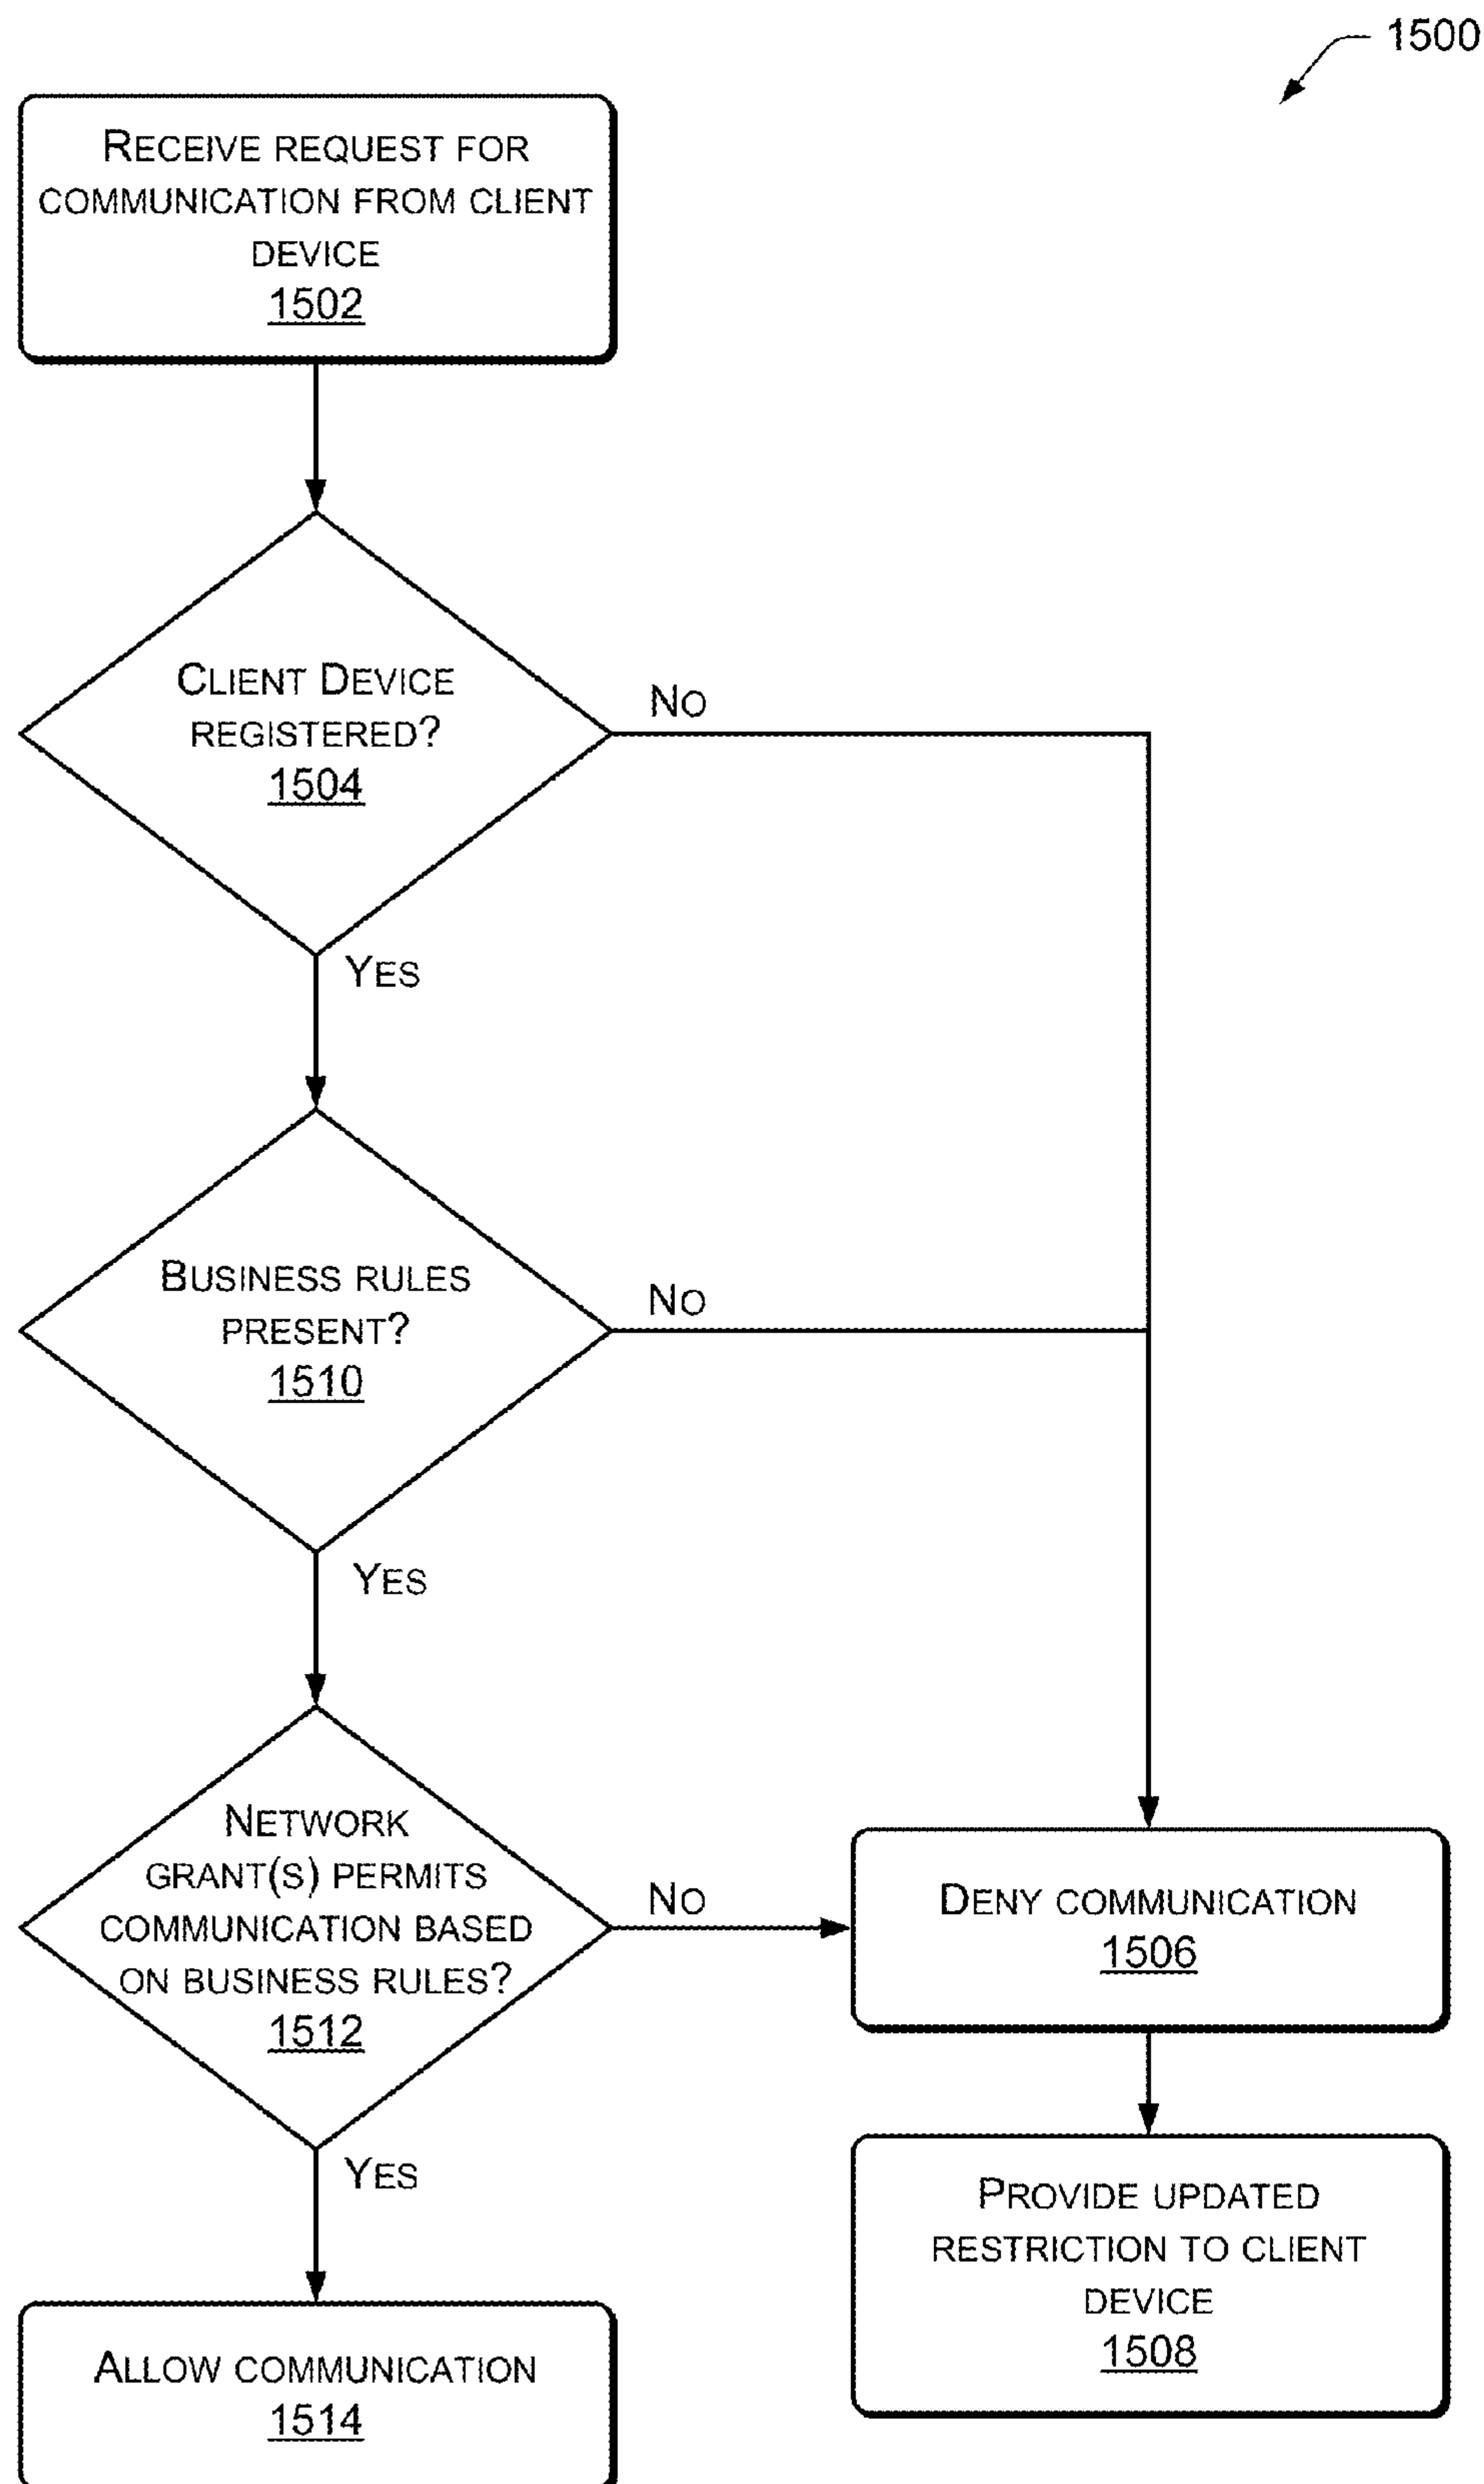 1500
RECEIVE REQUEST FOR
COMMUNICATION FROM CLIENT
DEVICE
1502
CLIENT DEVICE
REGISTERED?
1504
NO
YES
BUSINESS RULES
PRESENT?
1510
NO
YES
NETWORK
GRANT(S) PERMITS
COMMUNICATION BASED
ON BUSINESS RULES?
1512
NO
YES
DENY COMMUNICATION
1506
PROVIDE UPDATED
RESTRICTION TO CLIENT
DEVICE
1508
ALLOW COMMUNICATION
1514